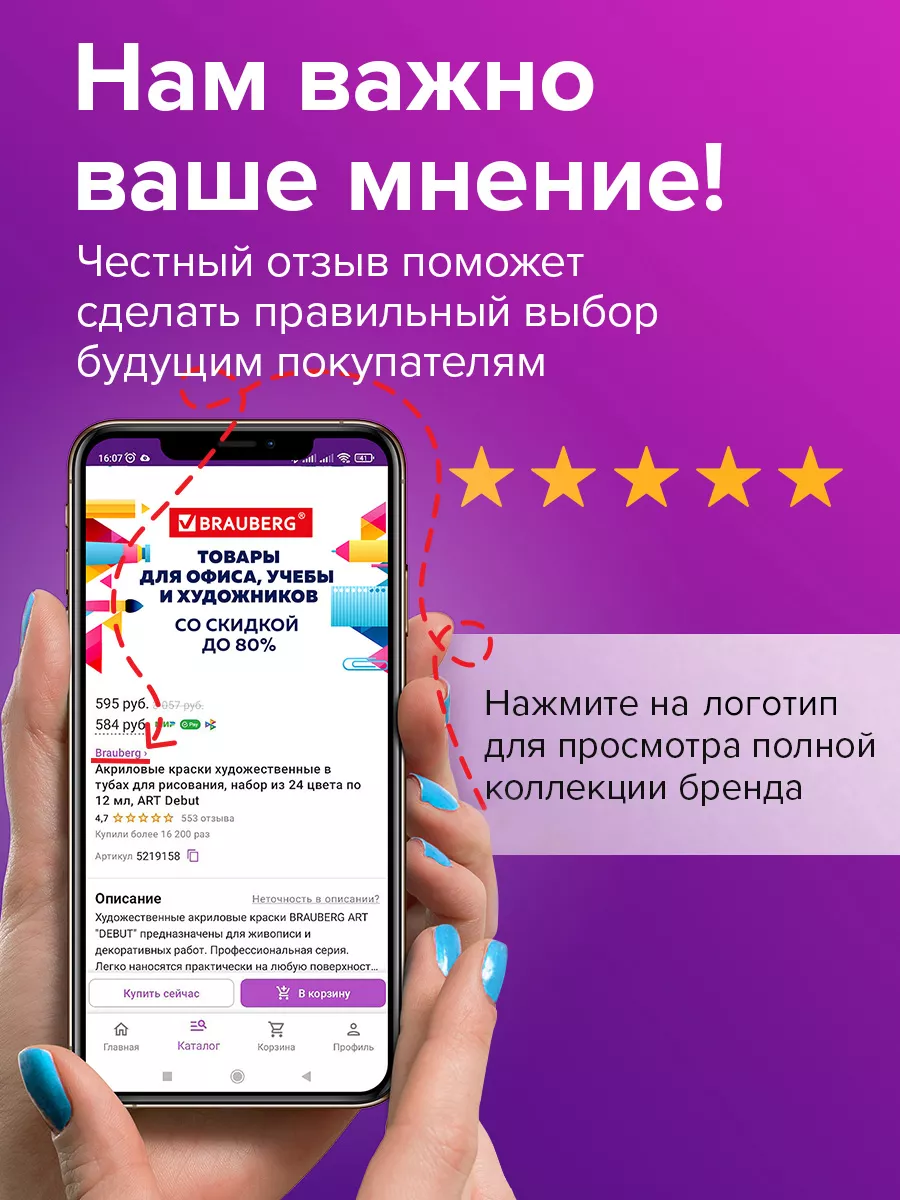 Нам важно
ваше мнение!
Честный отзыв поможет
сделать правильный выбор
будущим покупателям
16:07
41
BRAUBERG®
ТОВАРЫ
ДЛЯ ОФИСА, УЧЕБЫ
И ХУДОЖНИКОВ
СО СКИДКОЙ
ДО 80%
595 руб. 057 руб.
584 руб
Pay
Brauberg ›
Акриловые краски художественные в
тубах для рисования, набор из 24 цвета по
12 мл, ART Debut
4,7 553 отзыва
Купили более 16 200 раз
Артикул 5219158
Описание Неточность в описании?
Художественные акриловые краски BRAUBERG ART
"DEBUT" предназначены для живописи и
декоративных работ. Профессиональная серия.
Легко наносятся практически на любую поверхност...
Купить сейчас В корзину
Главная Каталог Корзина Профиль
Нажмите на логотип
для просмотра полной
коллекции бренда